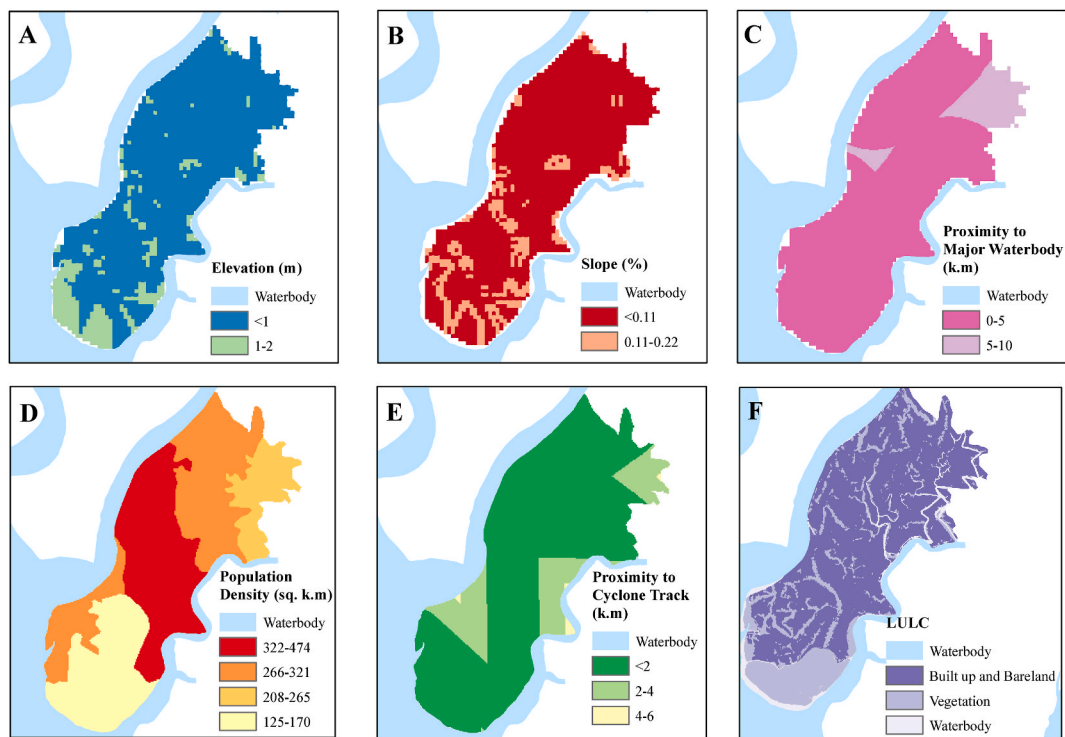 A
Elevation (m)
Waterbody
<1
1-2
B
Slope (%)
Waterbody
<0.11
0.11-0.22
C
Proximity to
Major Waterbody
(k.m)
Waterbody
0-5
5-10
D
Population
Density (sq. k.m)
Waterbody
322-474
266-321
208-265
125-170
E
Proximity to
Cyclone Track
(k.m)
Waterbody
<2
2-4
4-6
F
LULC
Waterbody
Built up and Bareland
Vegetation
Waterbody